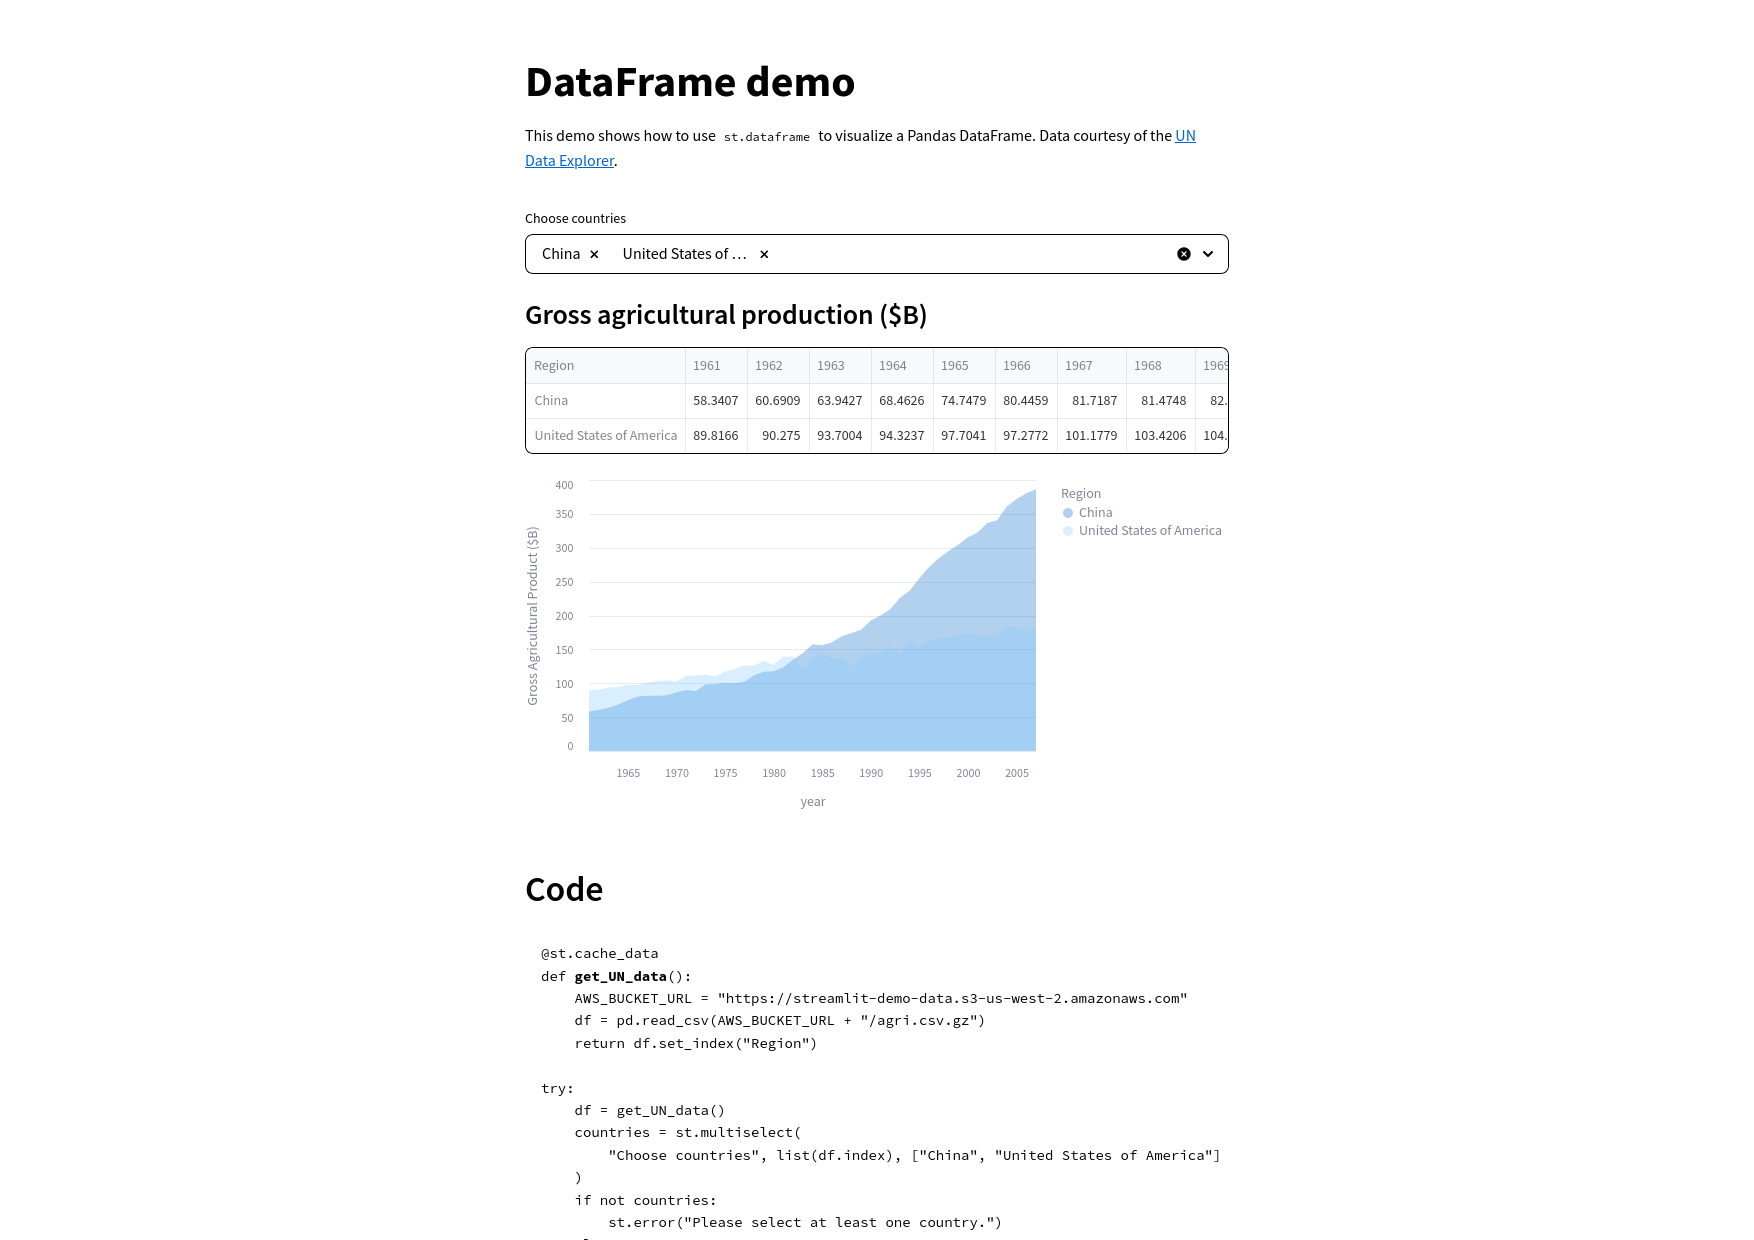 DataFrame demo
This demo shows how to use st.dataframe to visualize a Pandas DataFrame. Data courtesy of the UN
Data Explorer.
Choose countries
China × United States of … ×
Gross agricultural production ($B)
Region 1961 1962 1963 1964 1965 1966 1967 1968 1969
China 58.3407 60.6909 63.9427 68.4626 74.7479 80.4459 81.7187 81.4748 82.
United States of America 89.8166 90.275 93.7004 94.3237 97.7041 97.2772 101.1779 103.4206 104.
Gross Agricultural Product ($B)
400
350
300
250
200
150
100
50
0
1965 1970 1975 1980 1985 1990 1995 2000 2005
year
Region
China
United States of America
Code
@st.cache_data
def get_UN_data():
    AWS_BUCKET_URL = "https://streamlit-demo-data.s3-us-west-2.amazonaws.com"
    df = pd.read_csv(AWS_BUCKET_URL + "/agri.csv.gz")
    return df.set_index("Region")
try:
    df = get_UN_data()
    countries = st.multiselect(
        "Choose countries", list(df.index), ["China", "United States of America"]
    )
    if not countries:
        st.error("Please select at least one country.")